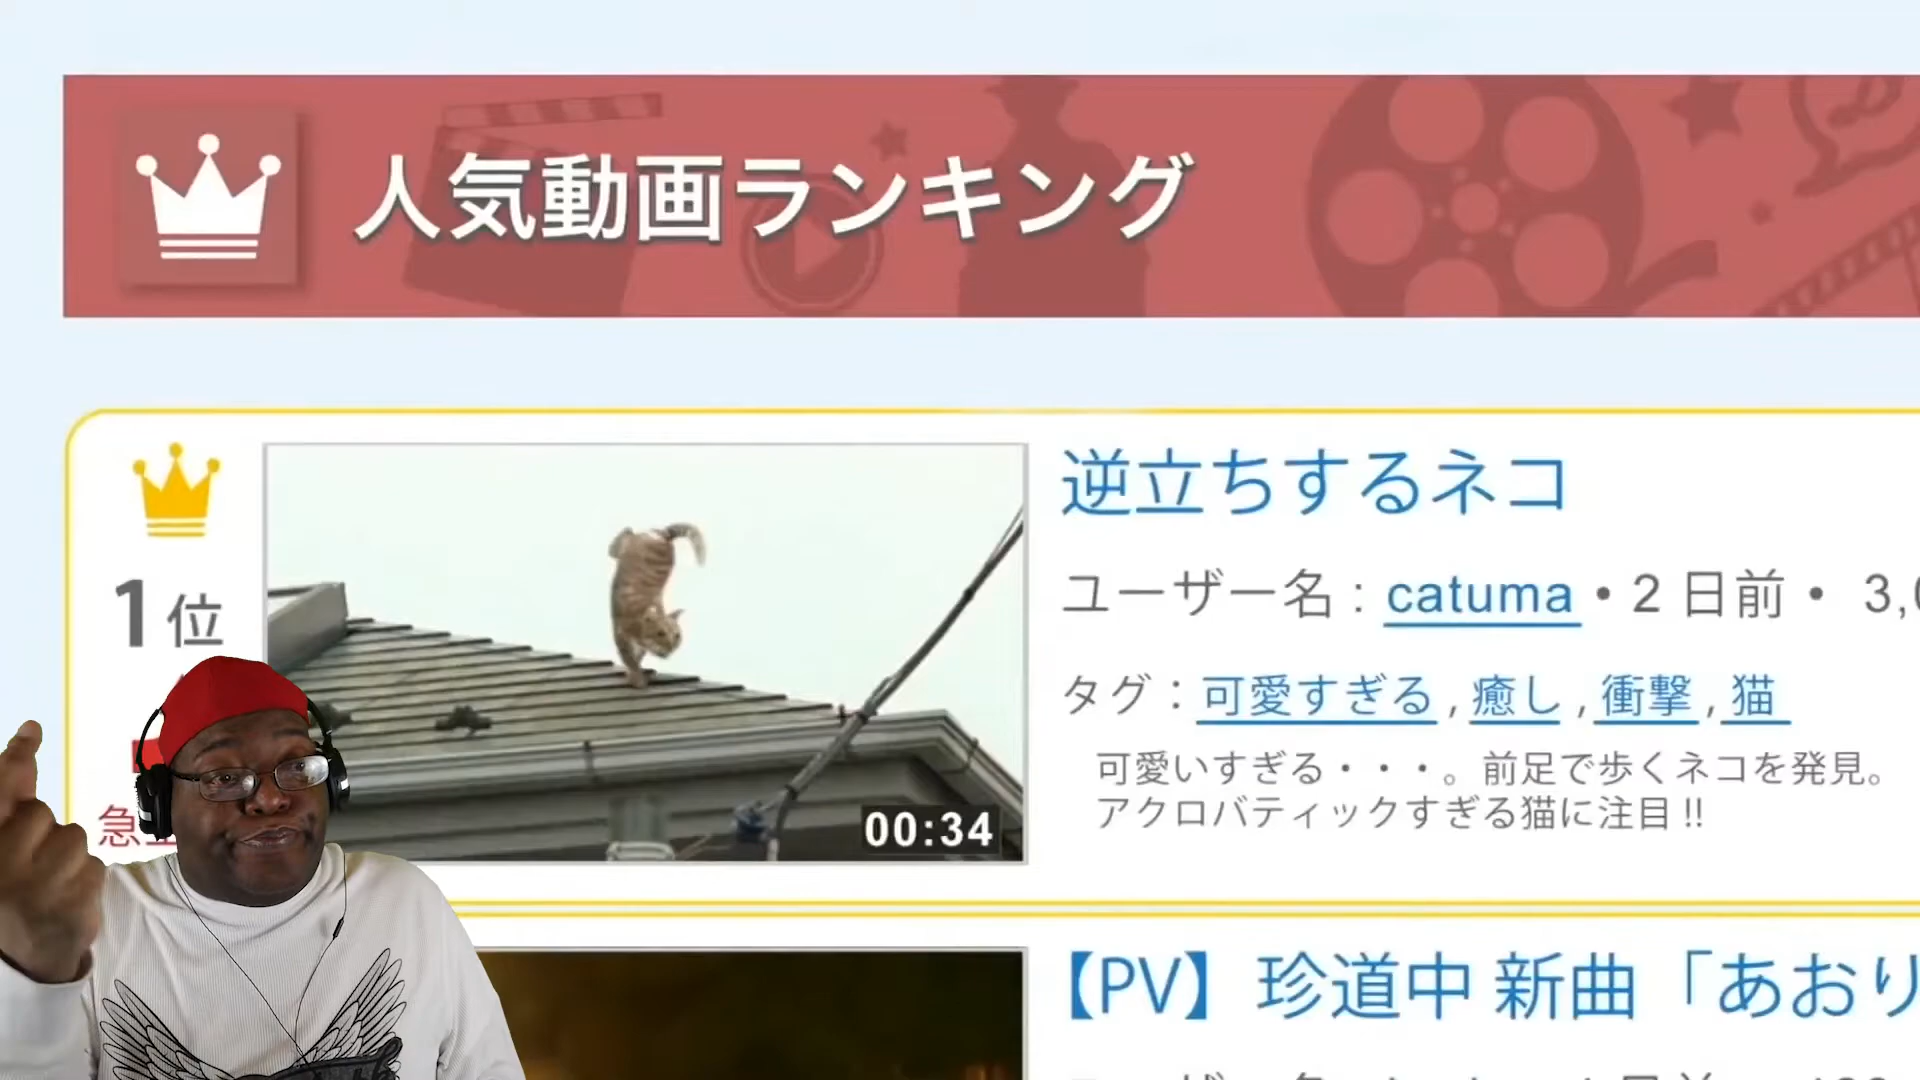 人気動画ランキング
1位
逆立ちするネコ
ユーザー名 : catuma • 2 日前 • 3,
タグ : 可愛すぎる , 癒し , 衝撃 , 猫
可愛いすぎる・・・。前足で歩くネコを発見。
アクロバティックすぎる猫に注目 !!
急
00:34
【PV】 珍道中 新曲「あおり